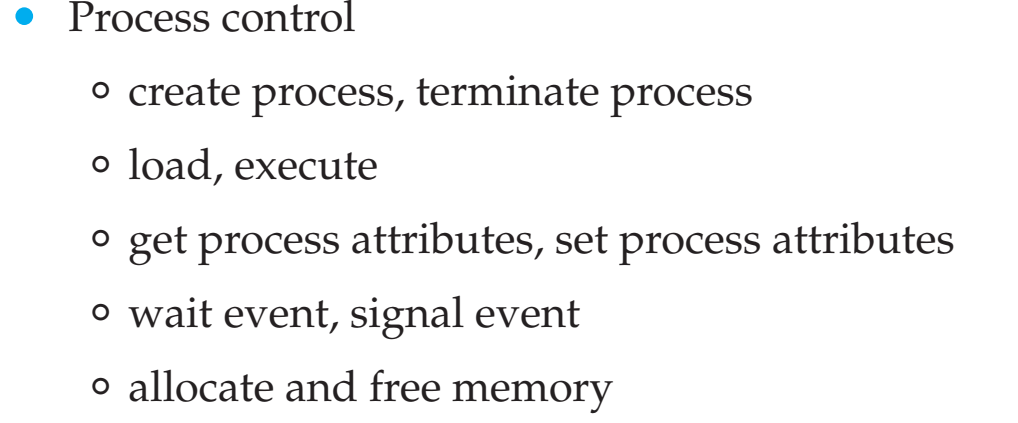 • Process control
◦ create process, terminate process
◦ load, execute
◦ get process attributes, set process attributes
◦ wait event, signal event
◦ allocate and free memory